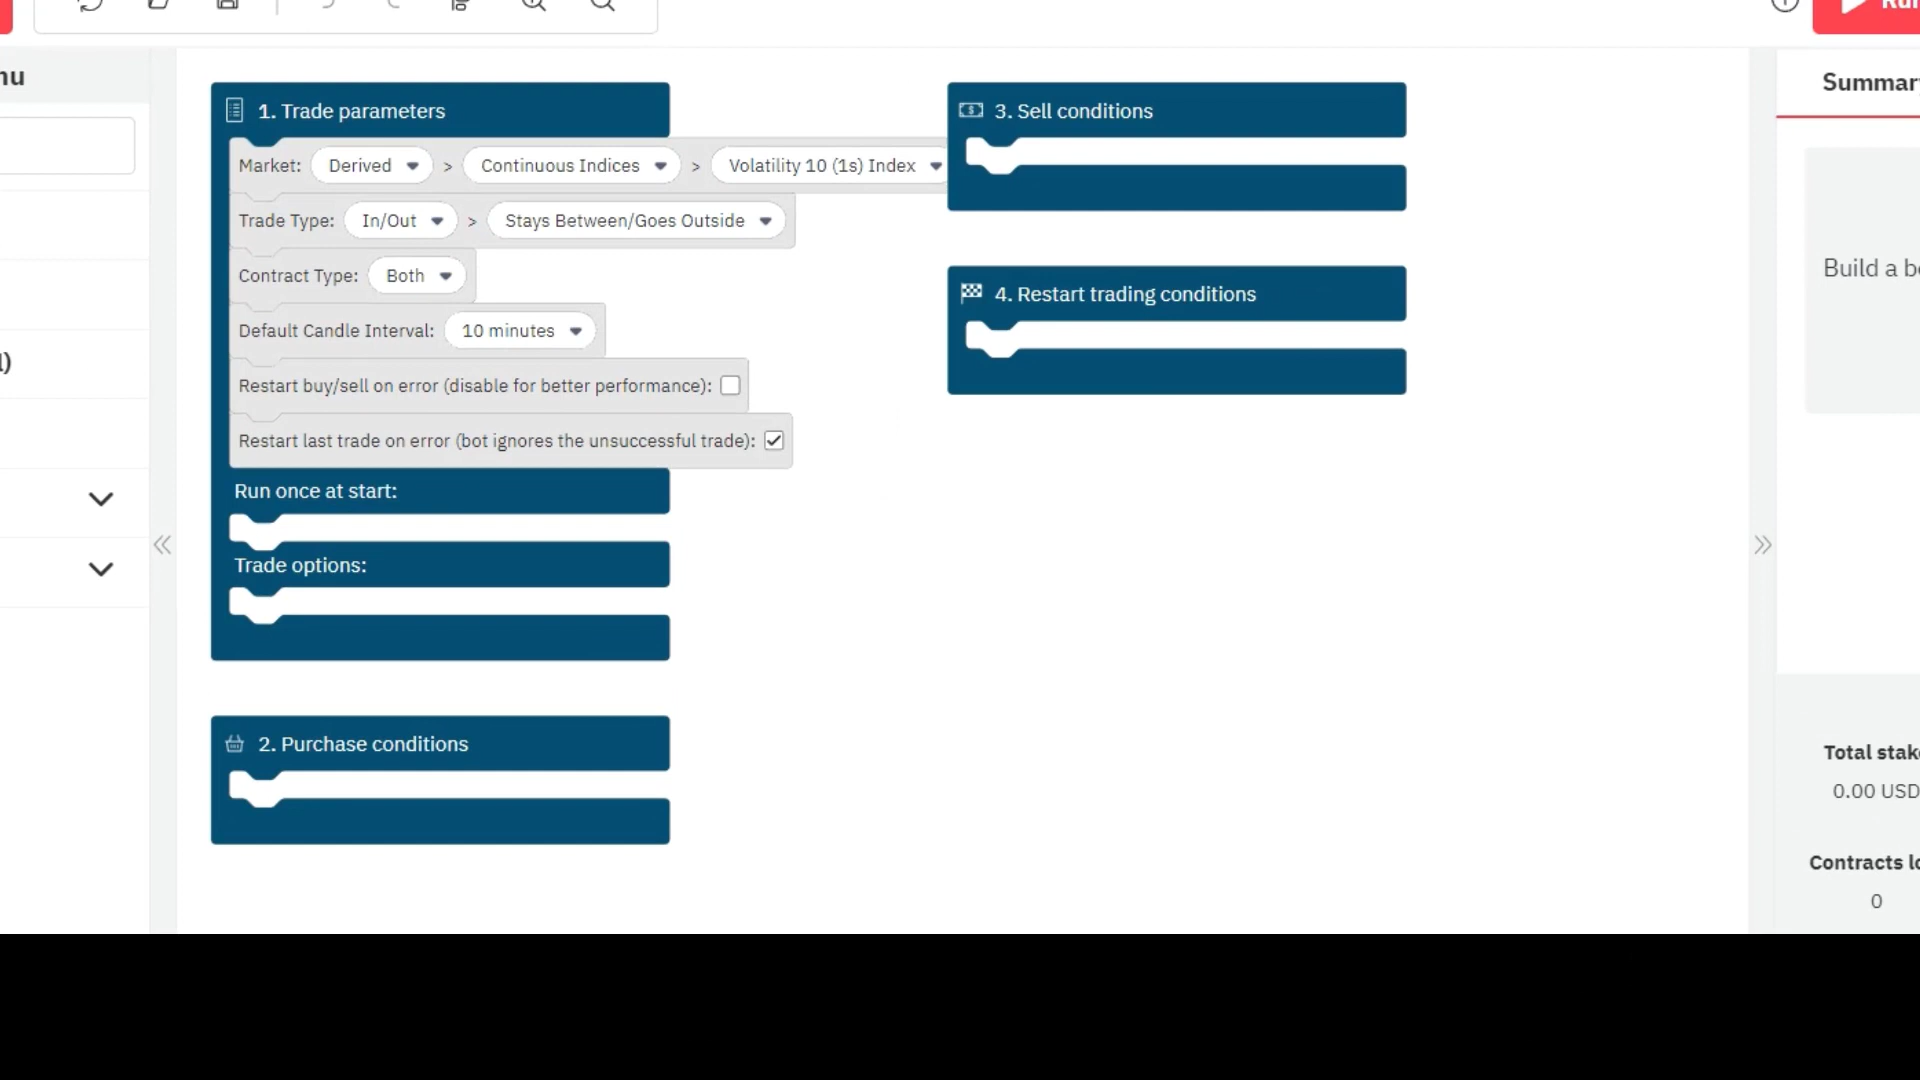 1. Trade parameters
Market: Derived > Continuous Indices > Volatility 10 (1s) Index
Trade Type: In/Out > Stays Between/Goes Outside
Contract Type: Both
Default Candle Interval: 10 minutes
Restart buy/sell on error (disable for better performance):
Restart last trade on error (bot ignores the unsuccessful trade):
Run once at start:
Trade options:
2. Purchase conditions
3. Sell conditions
4. Restart trading conditions
Summary
Build a
Total
0.00 USD
Contracts
0